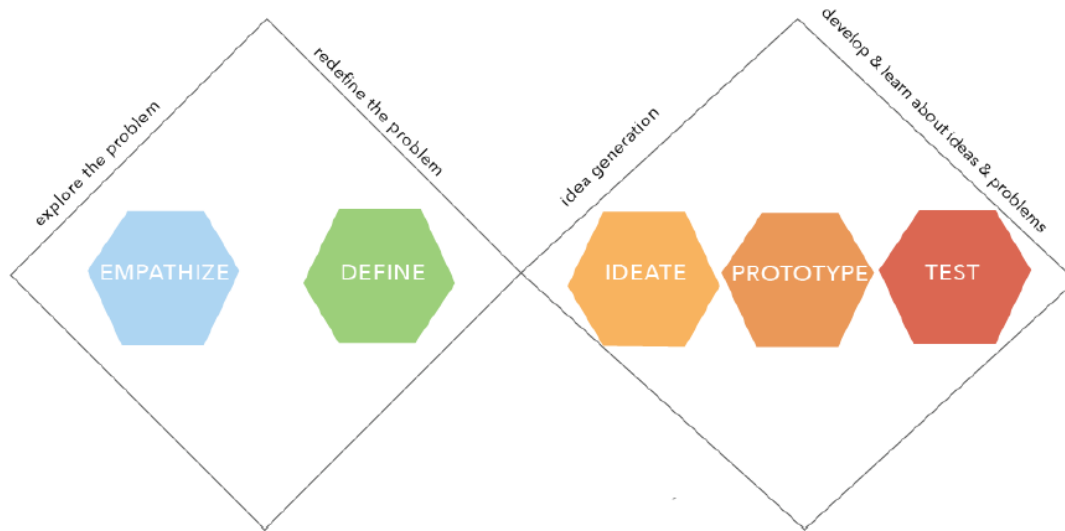 explore the problem
redefine the problem
idea generation
develop & learn about ideas & problems
EMPATHIZE
DEFINE
IDEATE
PROTOTYPE
TEST